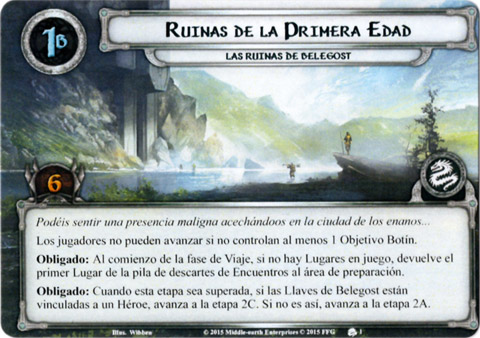 1B
RUINAS DE LA PRIMERA EDAD
LAS RUINAS DE BELEGOST
6
Podéis sentir una presencia maligna acechándoos en la ciudad de los enanos...
Los jugadores no pueden avanzar si no controlan al menos 1 Objetivo Botín.
Obligado: Al comienzo de la fase de Viaje, si no hay Lugares en juego, devuelve el
primer Lugar de la pila de descartes de Encuentros al área de preparación.
Obligado: Cuando esta etapa sea superada, si las Llaves de Belegost están
vinculadas a un Héroe, avanza a la etapa 2C. Si no es así, avanza a la etapa 2A.
Illus. Wibben © 2015 Middle-earth Enterprises © 2015 FFG 1